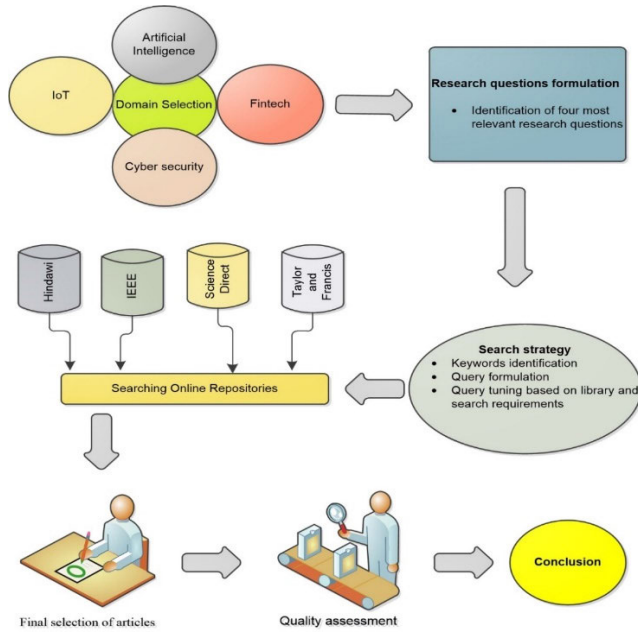 Artificial
Intelligence
IoT
Domain Selection
Fintech
Cyber security
Research questions formulation
• Identification of four most
relevant research questions
Hindawi
IEEE
Science
Direct
Taylor
and
Francis
Search strategy
• Keywords identification
• Query formulation
• Query tuning based on library and
search requirements
Searching Online Repositories
Final selection of articles
Quality assessment
Conclusion